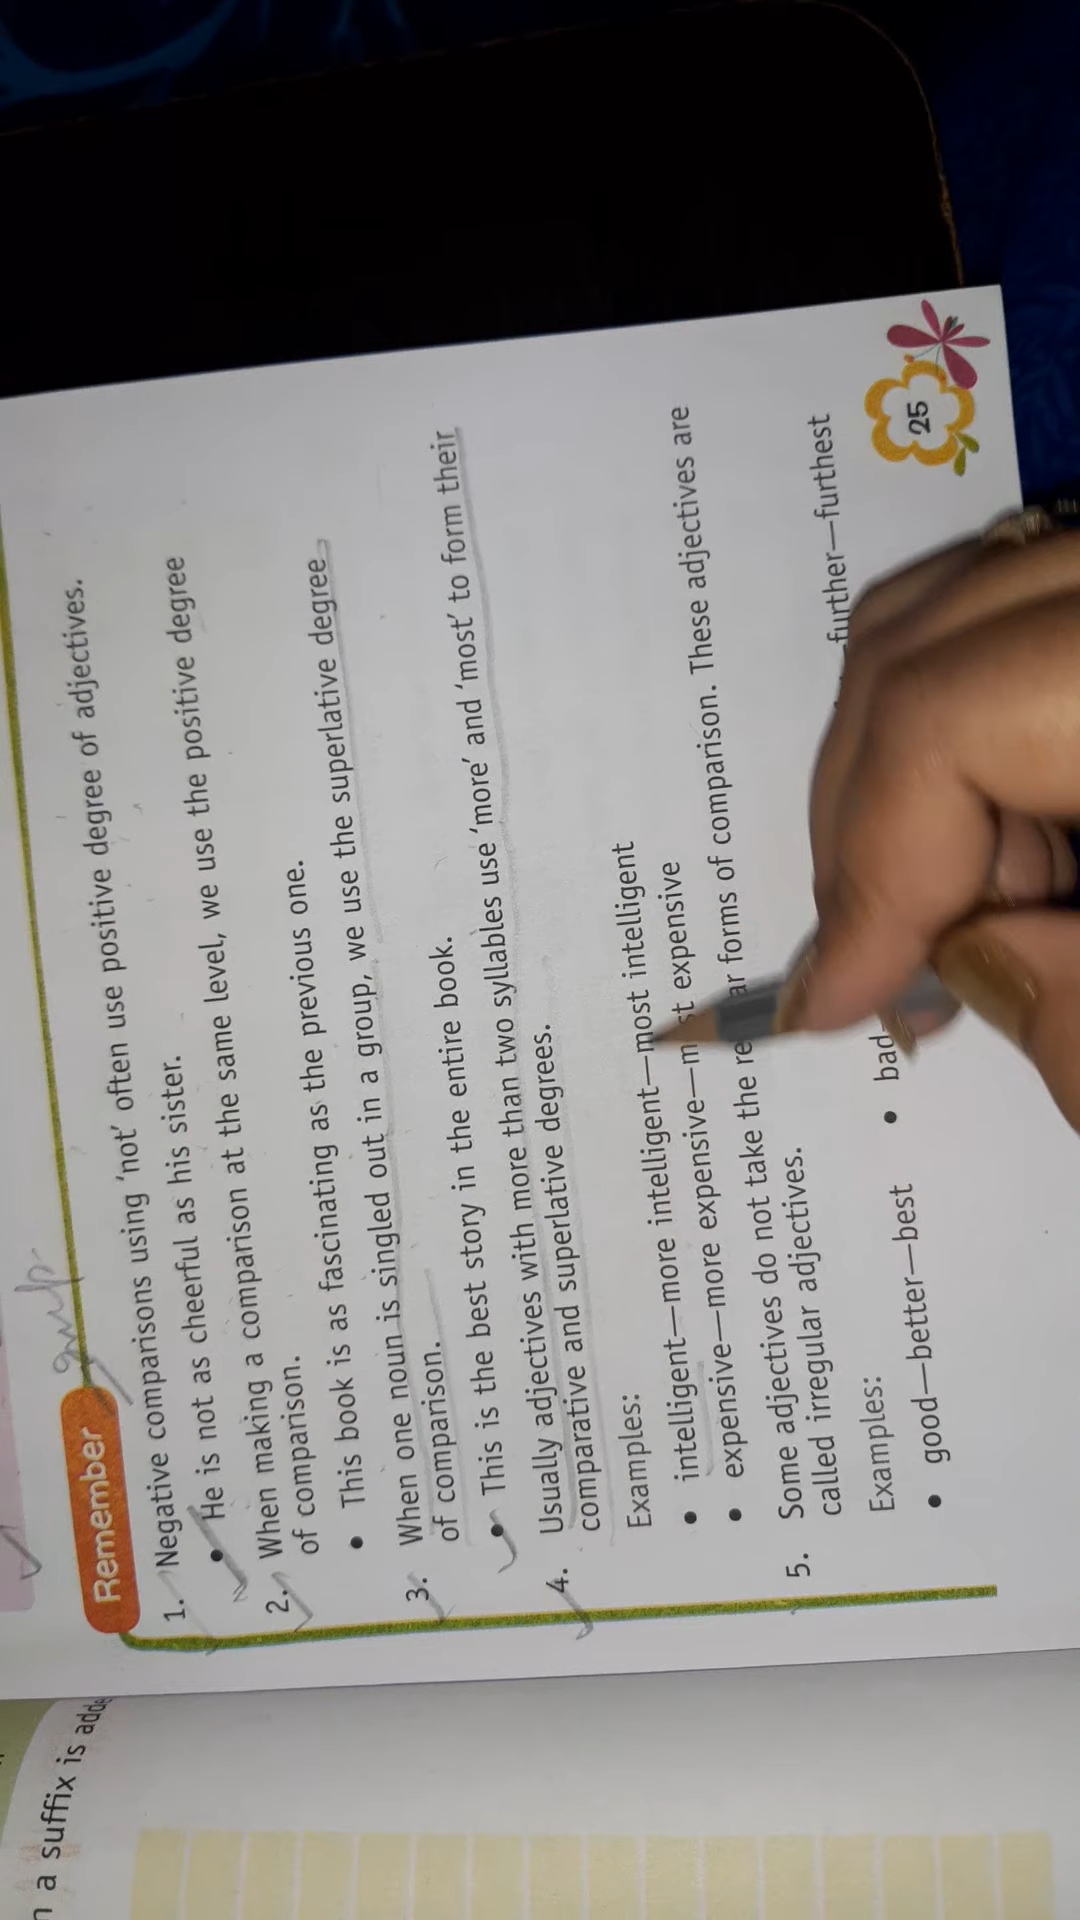 n a suffix is adde
Remember
1. Negative comparisons using 'not' often use positive degree of adjectives.
• He is not as cheerful as his sister.
2. When making a comparison at the same level, we use the positive degree
of comparison.
• This book is as fascinating as the previous one.
3. When one noun is singled out in a group, we use the superlative degree
of comparison.
• This is the best story in the entire book.
4. Usually adjectives with more than two syllables use 'more' and 'most' to form their
comparative and superlative degrees.
Examples:
• intelligent—more intelligent—most intelligent
• expensive—more expensive—m st expensive
5. Some adjectives do not take the re ar forms of comparison. These adjectives are
called irregular adjectives.
Examples:
• good—better—best • bad— —further—furthest
25